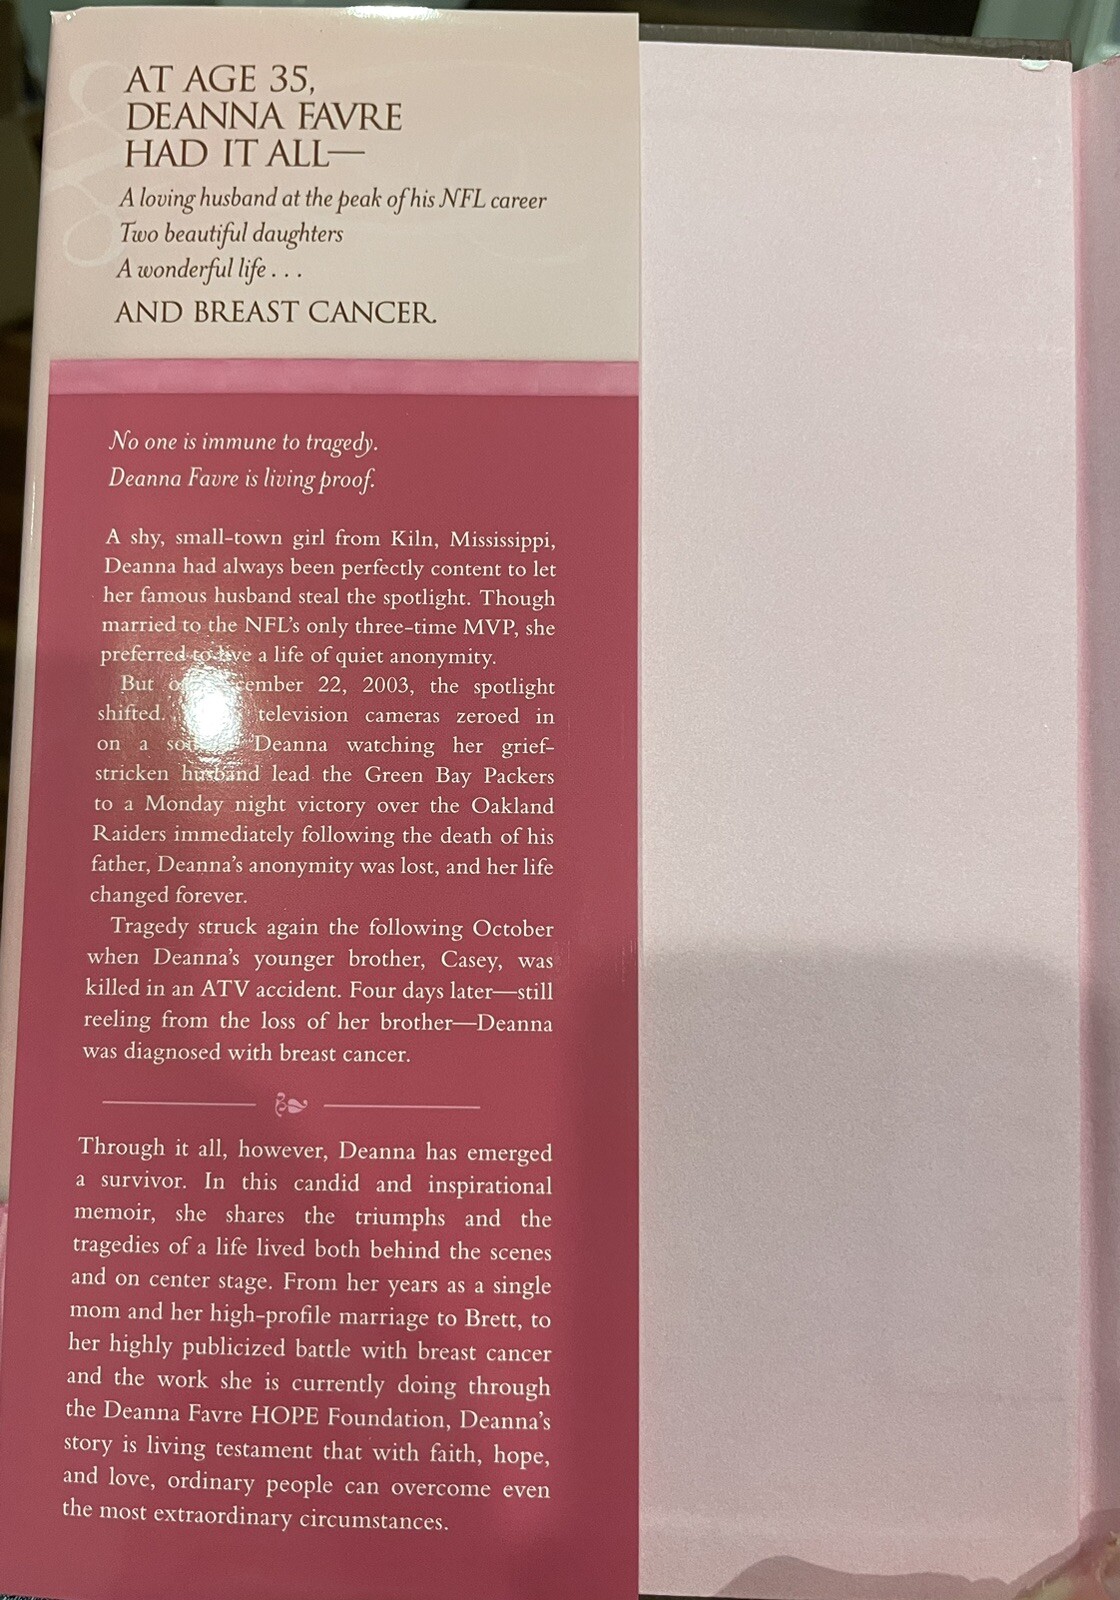 AT AGE 35,
DEANNA FAVRE
HAD IT ALL—
A loving husband at the peak of his NFL career
Two beautiful daughters
A wonderful life . . .
AND BREAST CANCER.
No one is immune to tragedy.
Deanna Favre is living proof.
A shy, small-town girl from Kiln, Mississippi,
Deanna had always been perfectly content to let
her famous husband steal the spotlight. Though
married to the NFL's only three-time MVP, she
preferred to live a life of quiet anonymity.
But 22, 2003, the spotlight
shifted. television cameras zeroed in
on a Deanna watching her grief-
stricken husband lead the Green Bay Packers
to a Monday night victory over the Oakland
Raiders immediately following the death of his
father, Deanna's anonymity was lost, and her life
changed forever.
Tragedy struck again the following October
when Deanna's younger brother, Casey, was
killed in an ATV accident. Four days later—still
reeling from the loss of her brother—Deanna
was diagnosed with breast cancer.
Through it all, however, Deanna has emerged
a survivor. In this candid and inspirational
memoir, she shares the triumphs and the
tragedies of a life lived both behind the scenes
and on center stage. From her years as a single
mom and her high-profile marriage to Brett, to
her highly publicized battle with breast cancer
and the work she is currently doing through
the Deanna Favre HOPE Foundation, Deanna's
story is living testament that with faith, hope,
and love, ordinary people can overcome even
the most extraordinary circumstances.